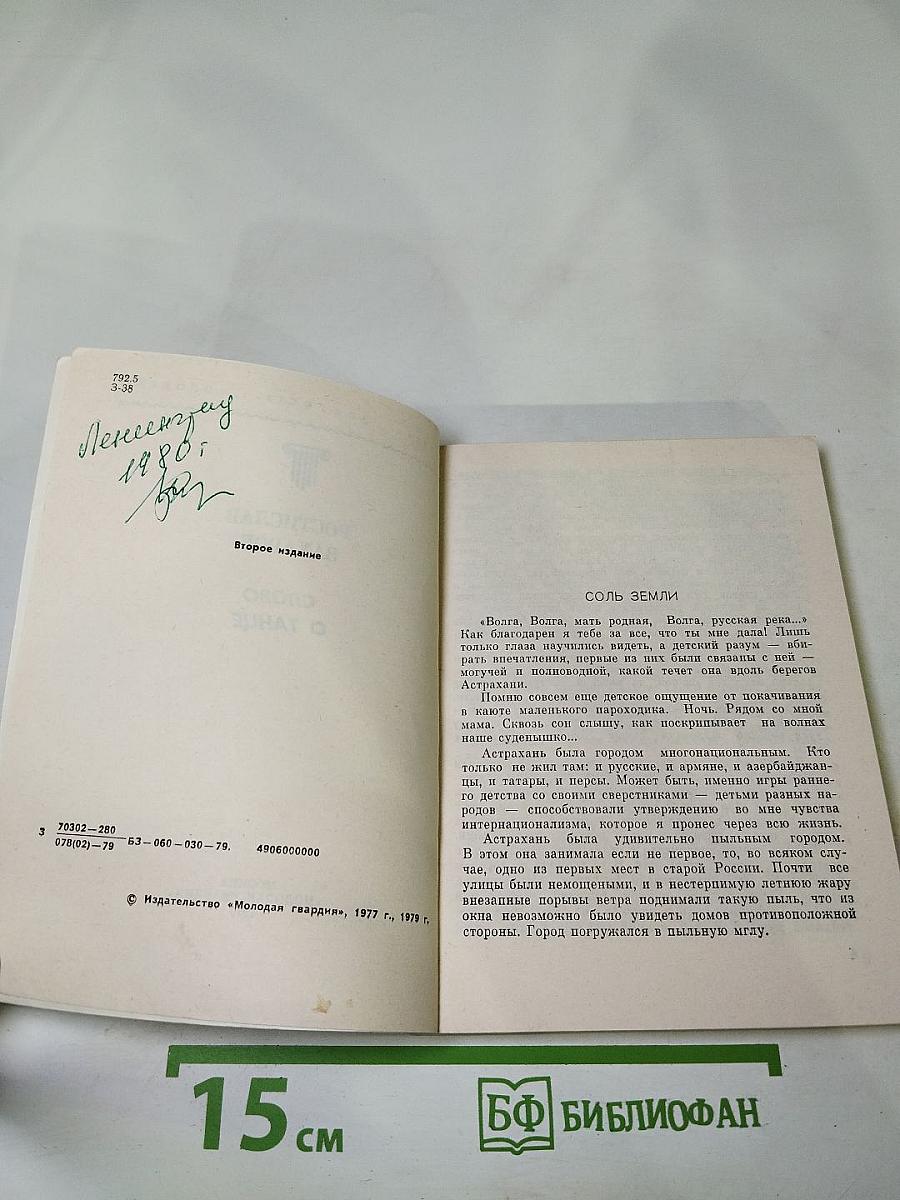 792.5
З-38
Ленинград
1980 г
Второе издание
З 70302—280
078(02)—79 БЗ—060—030—79. 4906000000
© Издательство «Молодая гвардия», 1977 г., 1979 г.
СОЛЬ ЗЕМЛИ
«Волга, Волга, мать родная, Волга, русская река...»
Как благодарен я тебе за все, что ты мне дала! Лишь
только глаза научились видеть, а детский разум — вби-
рать впечатления, первые из них были связаны с ней —
могучей и полноводной, какой течет она вдоль берегов
Астрахани.
Помню совсем еще детское ощущение от покачивания
в каюте маленького пароходика. Ночь. Рядом со мной
мама. Сквозь сон слышу, как поскрипывает на волнах
наше суденышко...
Астрахань была городом многонациональным. Кто
только не жил там: и русские, и армяне, и азербайджан-
цы, и татары, и персы. Может быть, именно игры ранне-
го детства со своими сверстниками — детьми разных на-
родов — способствовали утверждению во мне чувства
интернационализма, которое я пронес через всю жизнь.
Астрахань была удивительно пыльным городом.
В этом она занимала если не первое, то, во всяком слу-
чае, одно из первых мест в старой России. Почти все
улицы были немощеными, и в нестерпимую летнюю жару
внезапные порывы ветра поднимали такую пыль, что из
окна невозможно было увидеть домов противоположной
стороны. Город погружался в пыльную мглу.
15 см
БФ БИБЛИОФАН